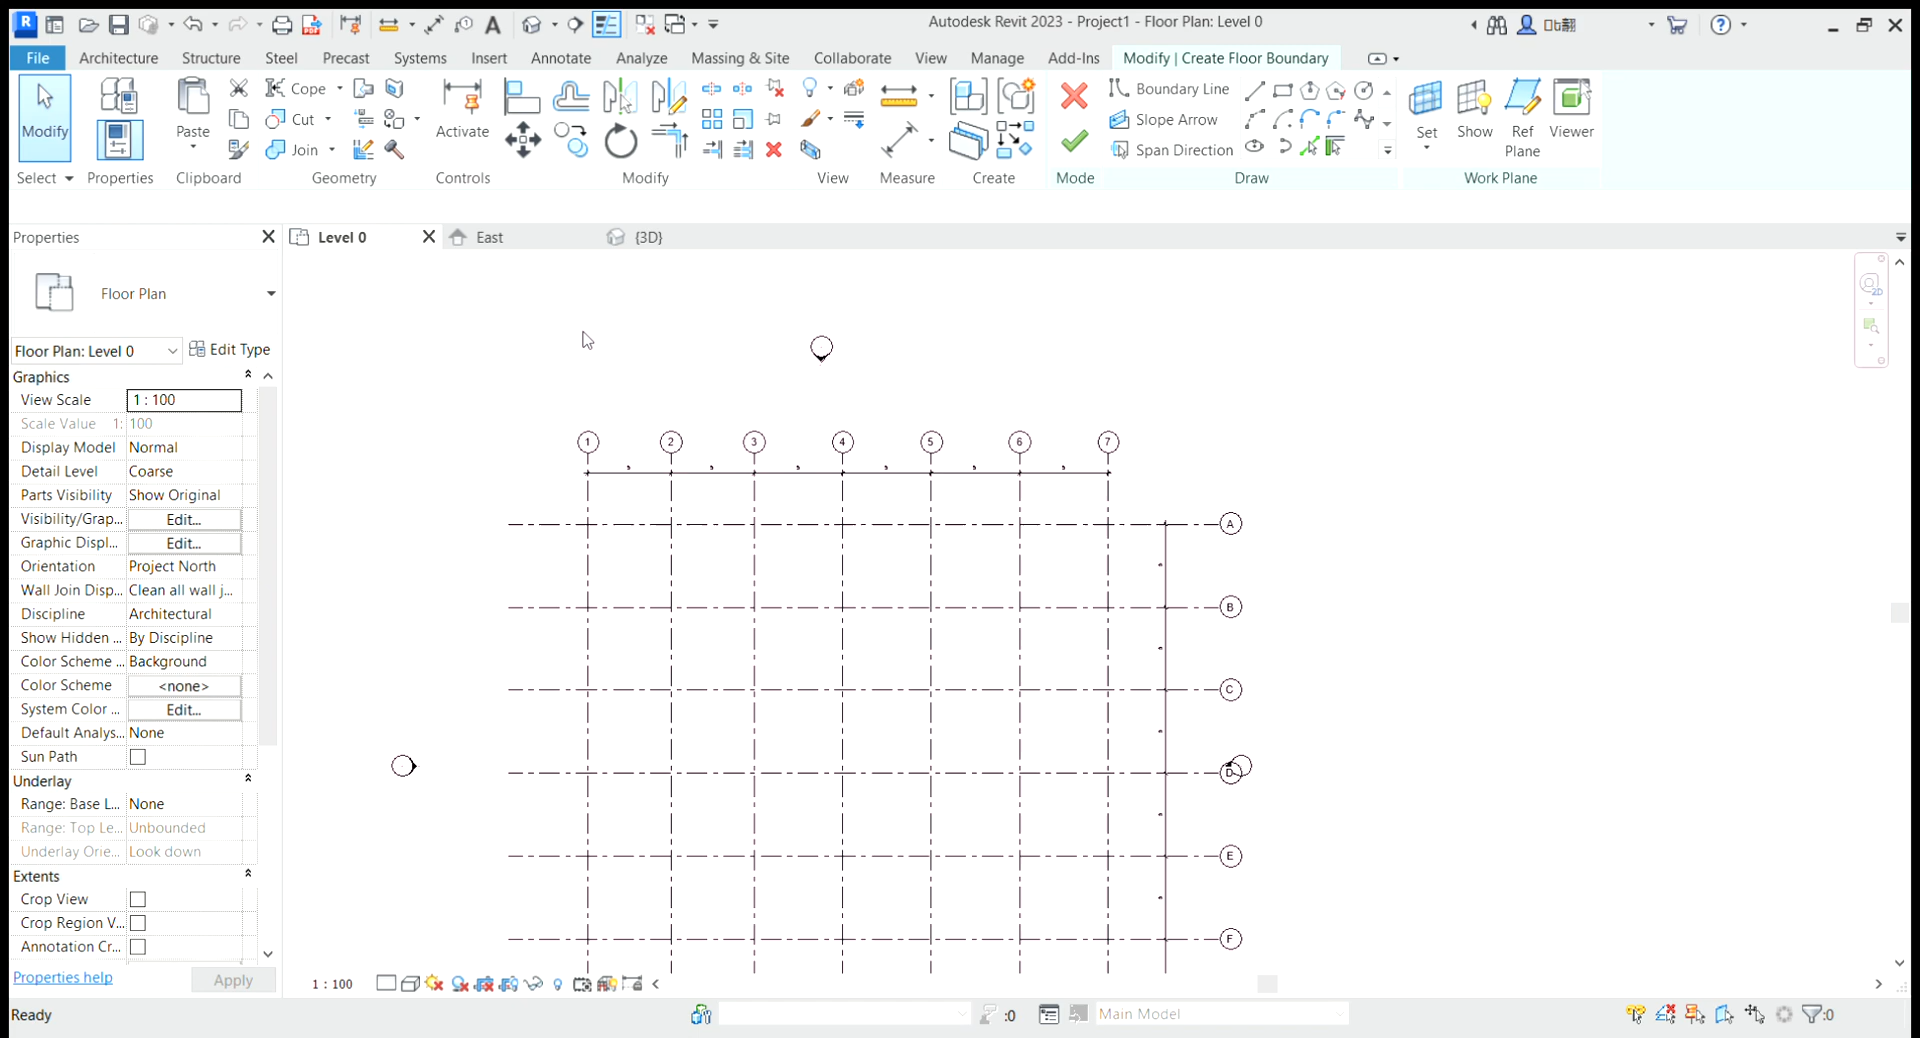 Autodesk Revit 2023 - Project1 - Floor Plan: Level 0
File Architecture Structure Steel Precast Systems Insert Annotate Analyze Massing & Site Collaborate View Manage Add-Ins Modify | Create Floor Boundary
Modify
Paste
Cope
Cut
Join
Activate
Boundary Line
Slope Arrow
Span Direction
Set Show Ref Plane Viewer
Select Properties Clipboard Geometry Controls Modify View Measure Create Mode Draw Work Plane
Properties
Level 0 East {3D}
Floor Plan
Floor Plan: Level 0 Edit Type
Graphics
View Scale 1 : 100
Scale Value 1: 100
Display Model Normal
Detail Level Coarse
Parts Visibility Show Original
Visibility/Grap... Edit...
Graphic Displ... Edit...
Orientation Project North
Wall Join Disp... Clean all wall j...
Discipline Architectural
Show Hidden ... By Discipline
Color Scheme ... Background
Color Scheme <none>
System Color ... Edit...
Default Analys... None
Sun Path
Underlay
Range: Base L... None
Range: Top Le... Unbounded
Underlay Orie... Look down
Extents
Crop View
Crop Region V...
Annotation Cr...
Properties help Apply
1 2 3 4 5 6 7
A
B
C
D
E
F
1 : 100
Ready
:0
Main Model
:0